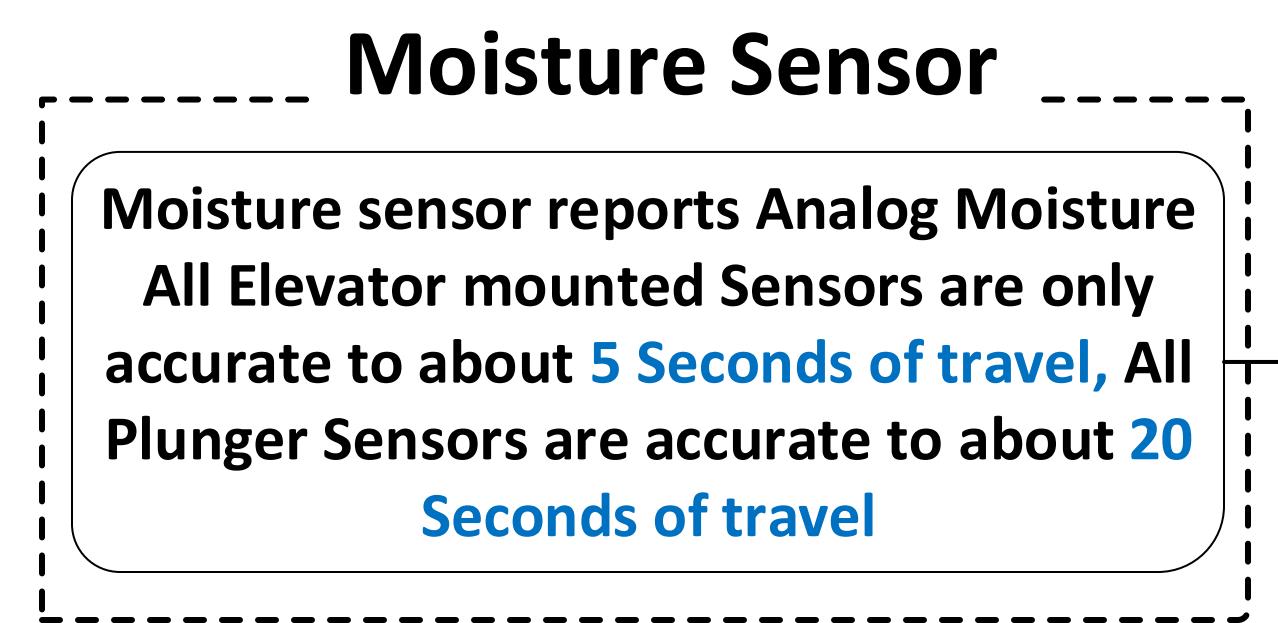 Moisture Sensor
Moisture sensor reports Analog Moisture
All Elevator mounted Sensors are only
accurate to about 5 Seconds of travel, All
Plunger Sensors are accurate to about 20
Seconds of travel